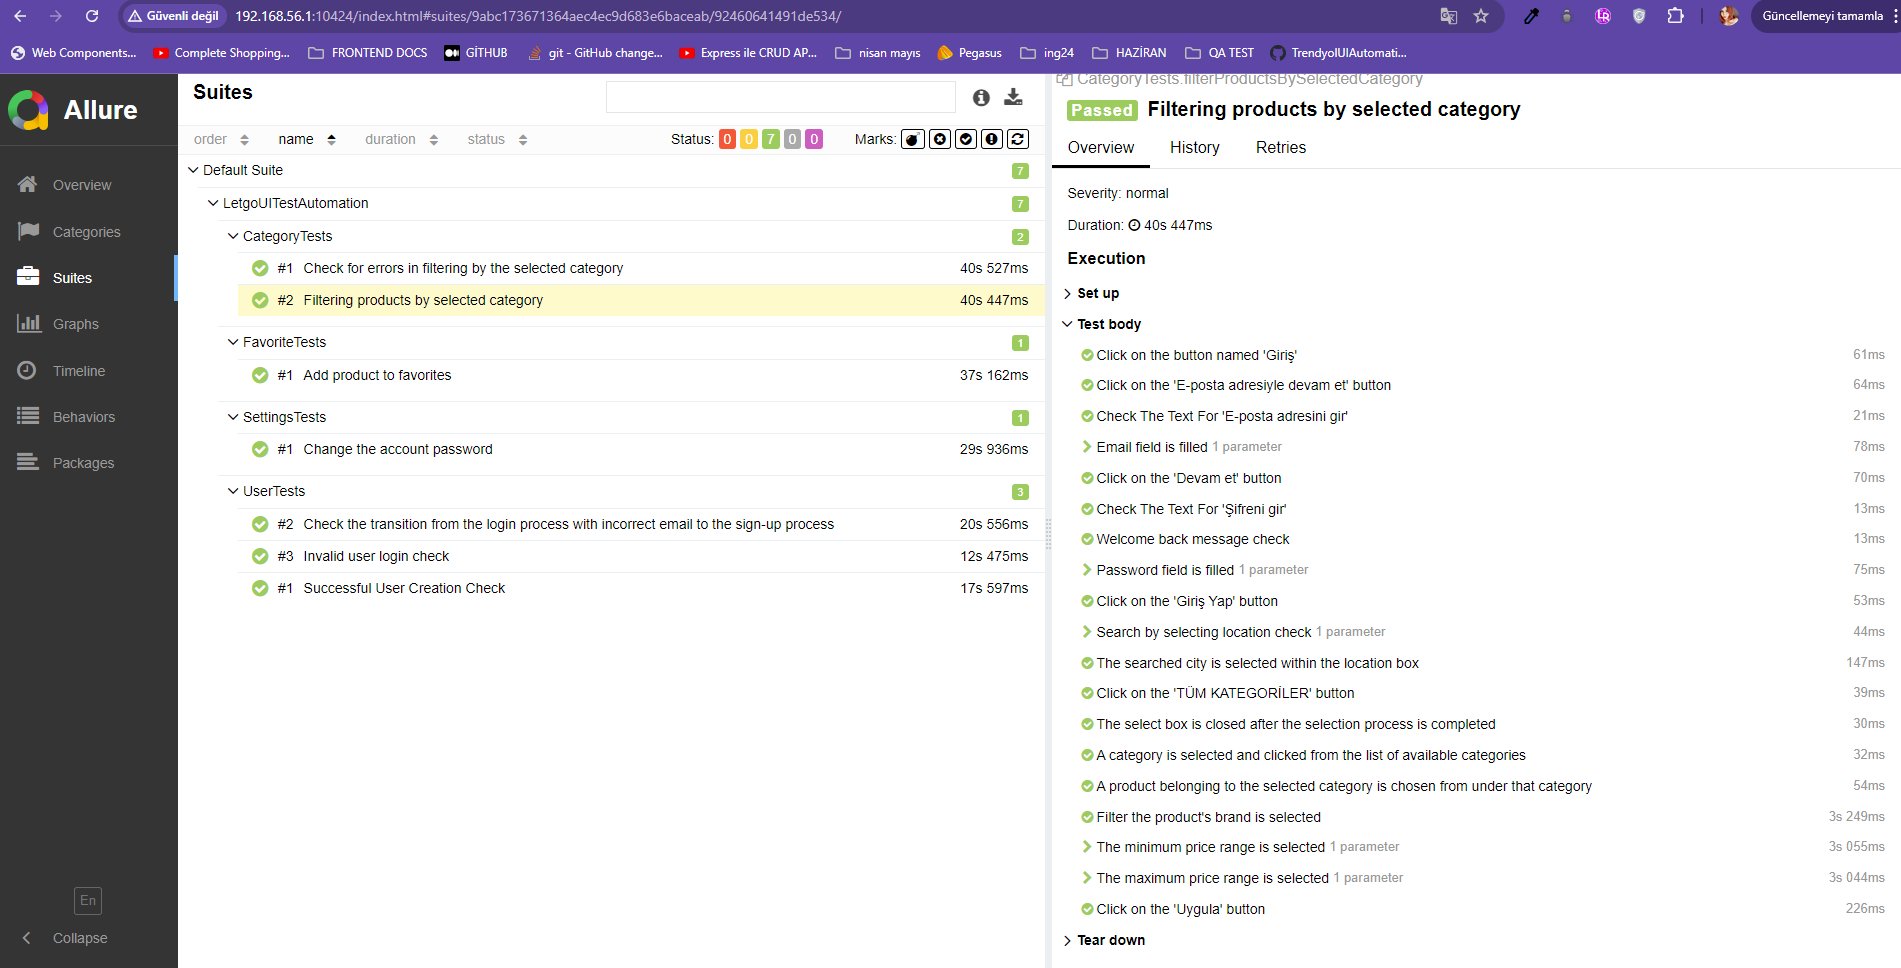 Güvenli değil 192.168.56.1:10424/index.html#suites/9abc173671364aec4ec9d683e6baceab/92460641491de534/ LR Güncellemeyi tamamla
Web Components... Complete Shopping... FRONTEND DOCS GİTHUB git - GitHub change... Express ile CRUD AP... nisan mayıs Pegasus ing24 HAZİRAN QA TEST TrendyolUIAutomati...
Allure
Overview
Categories
Suites
Graphs
Timeline
Behaviors
Packages
En
Collapse
Suites
order name duration status Status: 0 0 7 0 0 Marks:
Default Suite 7
LetgoUITestAutomation 7
CategoryTests 2
#1 Check for errors in filtering by the selected category 40s 527ms
#2 Filtering products by selected category 40s 447ms
FavoriteTests 1
#1 Add product to favorites 37s 162ms
SettingsTests 1
#1 Change the account password 29s 936ms
UserTests 3
#2 Check the transition from the login process with incorrect email to the sign-up process 20s 556ms
#3 Invalid user login check 12s 475ms
#1 Successful User Creation Check 17s 597ms
CategoryTests.filterProductsBySelectedCategory
Passed Filtering products by selected category
Overview History Retries
Severity: normal
Duration: 40s 447ms
Execution
Set up
Test body
Click on the button named 'Giriş' 61ms
Click on the 'E-posta adresiyle devam et' button 64ms
Check The Text For 'E-posta adresini gir' 21ms
Email field is filled 1 parameter 78ms
Click on the 'Devam et' button 70ms
Check The Text For 'Şifreni gir' 13ms
Welcome back message check 13ms
Password field is filled 1 parameter 75ms
Click on the 'Giriş Yap' button 53ms
Search by selecting location check 1 parameter 44ms
The searched city is selected within the location box 147ms
Click on the 'TÜM KATEGORİLER' button 39ms
The select box is closed after the selection process is completed 30ms
A category is selected and clicked from the list of available categories 32ms
A product belonging to the selected category is chosen from under that category 54ms
Filter the product's brand is selected 3s 249ms
The minimum price range is selected 1 parameter 3s 055ms
The maximum price range is selected 1 parameter 3s 044ms
Click on the 'Uygula' button 226ms
Tear down